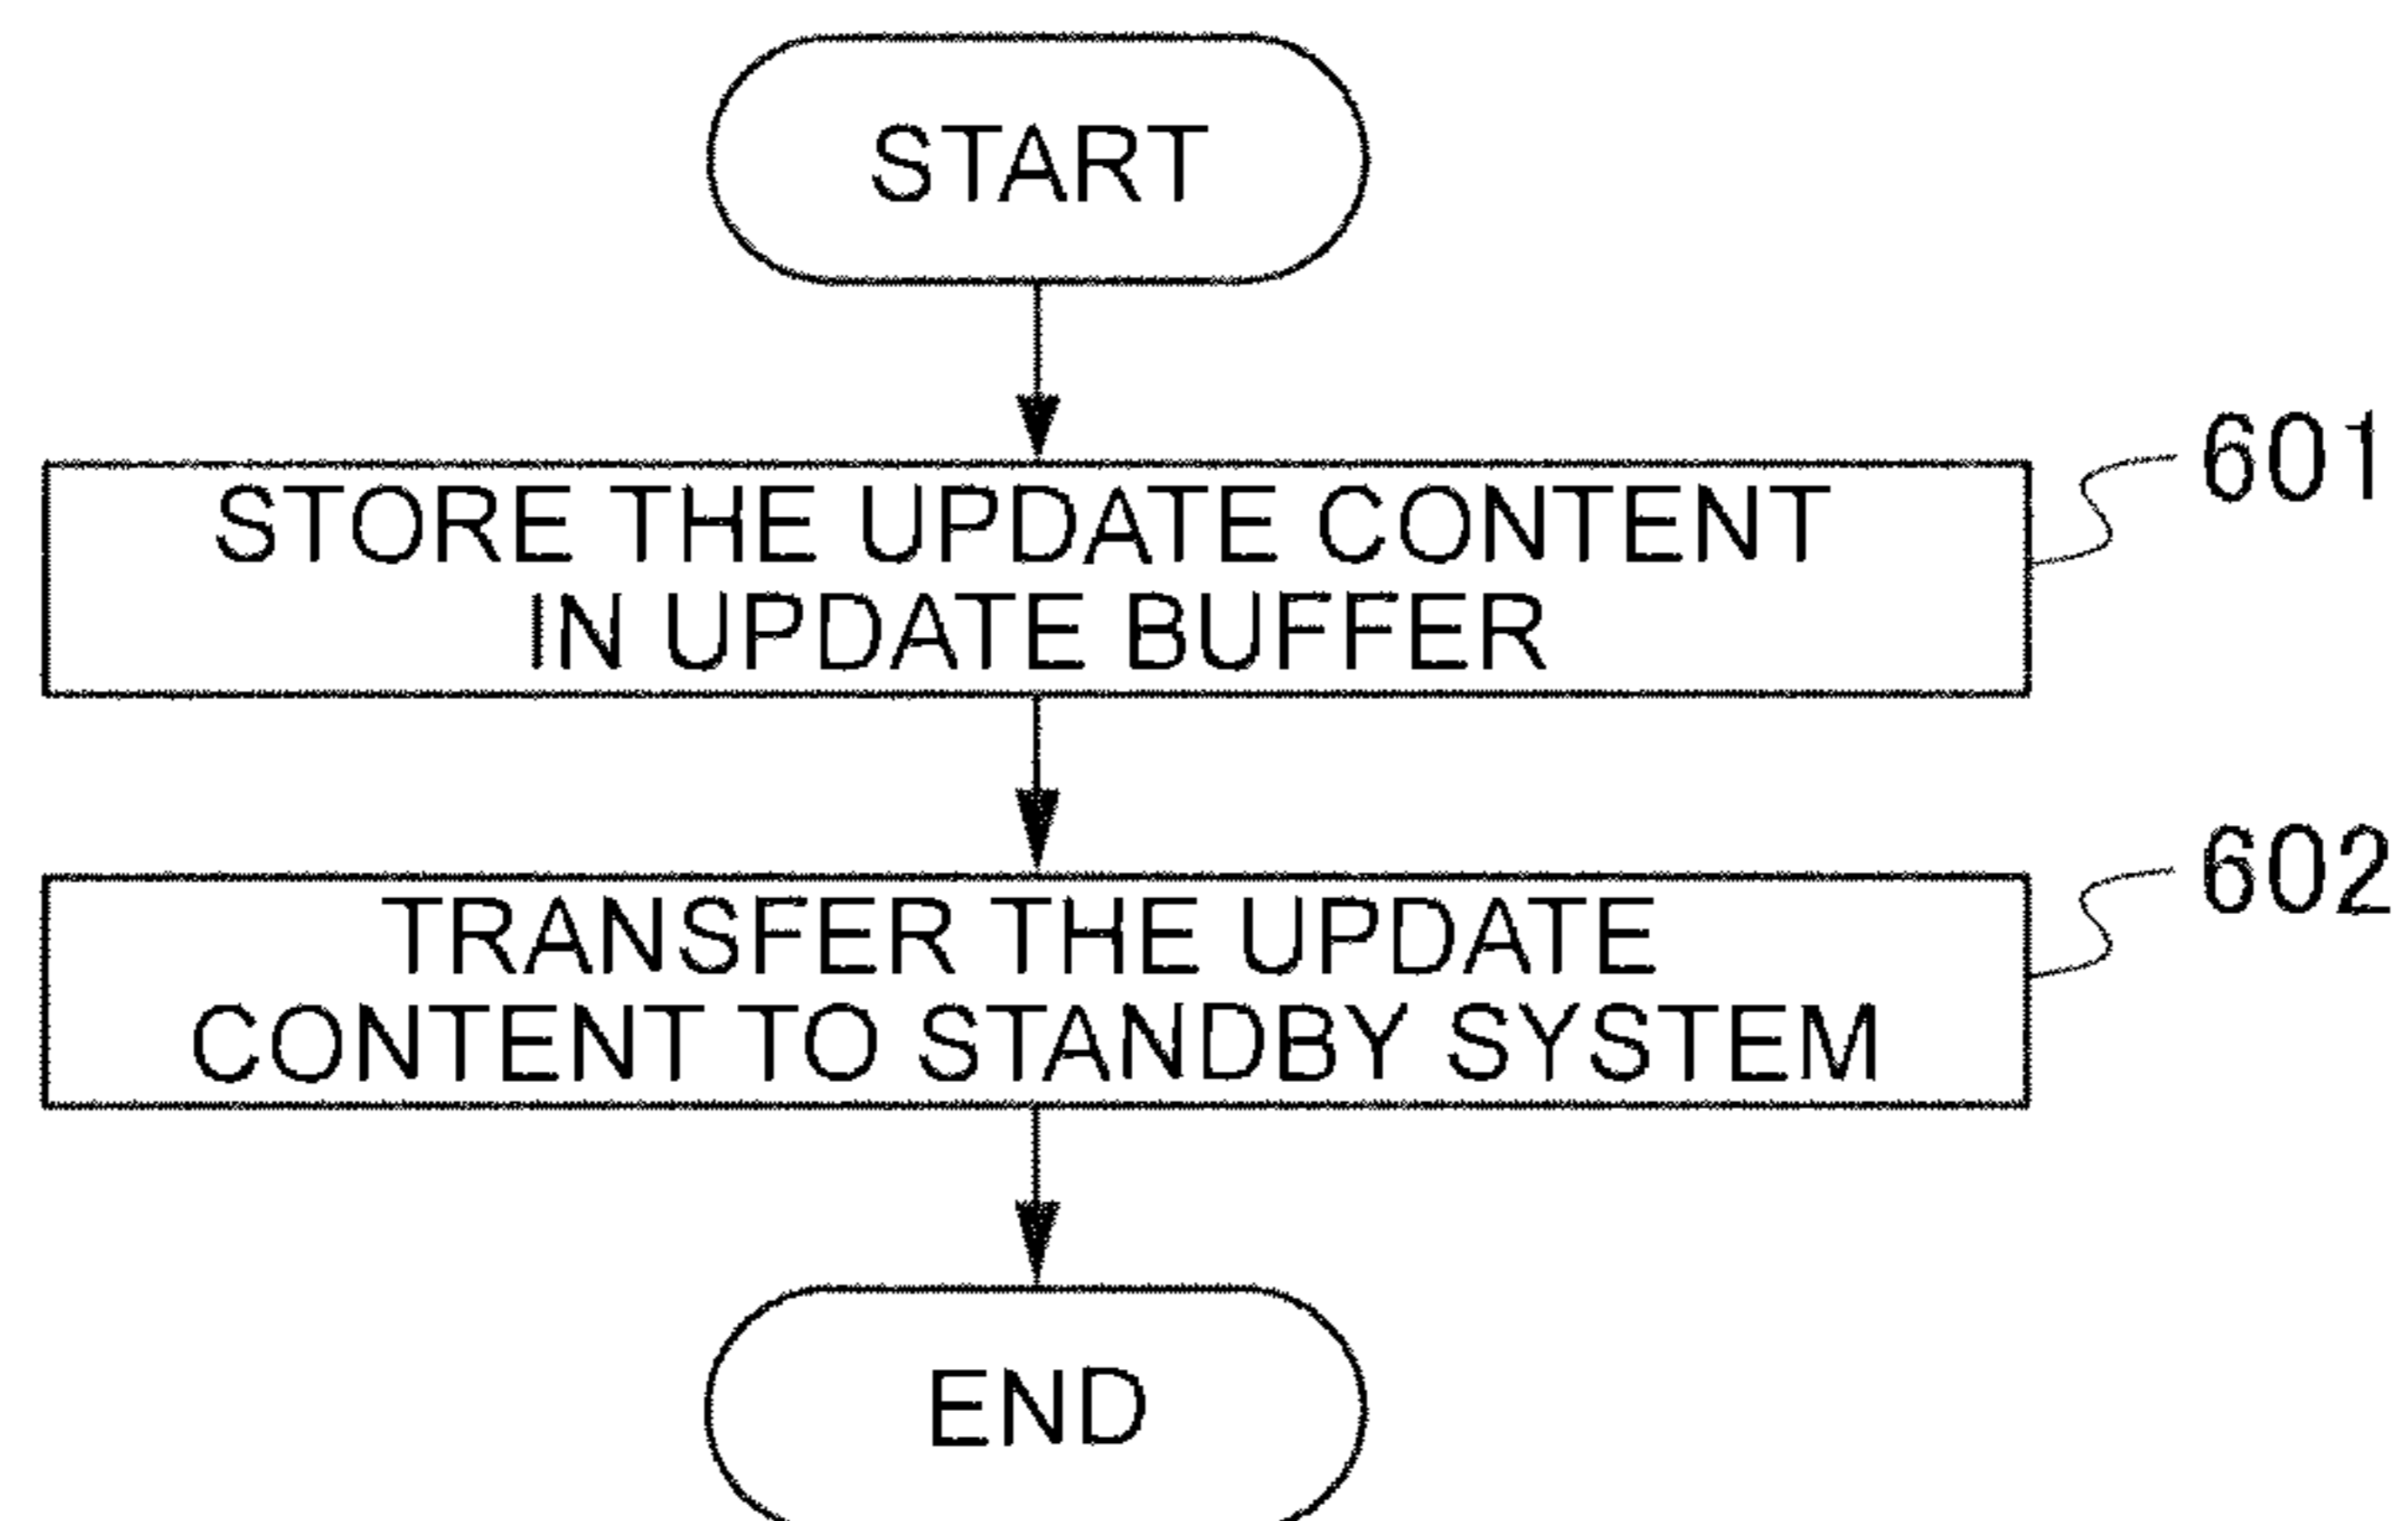 START
601
STORE THE UPDATE CONTENT
IN UPDATE BUFFER
602
TRANSFER THE UPDATE
CONTENT TO STANDBY SYSTEM
END